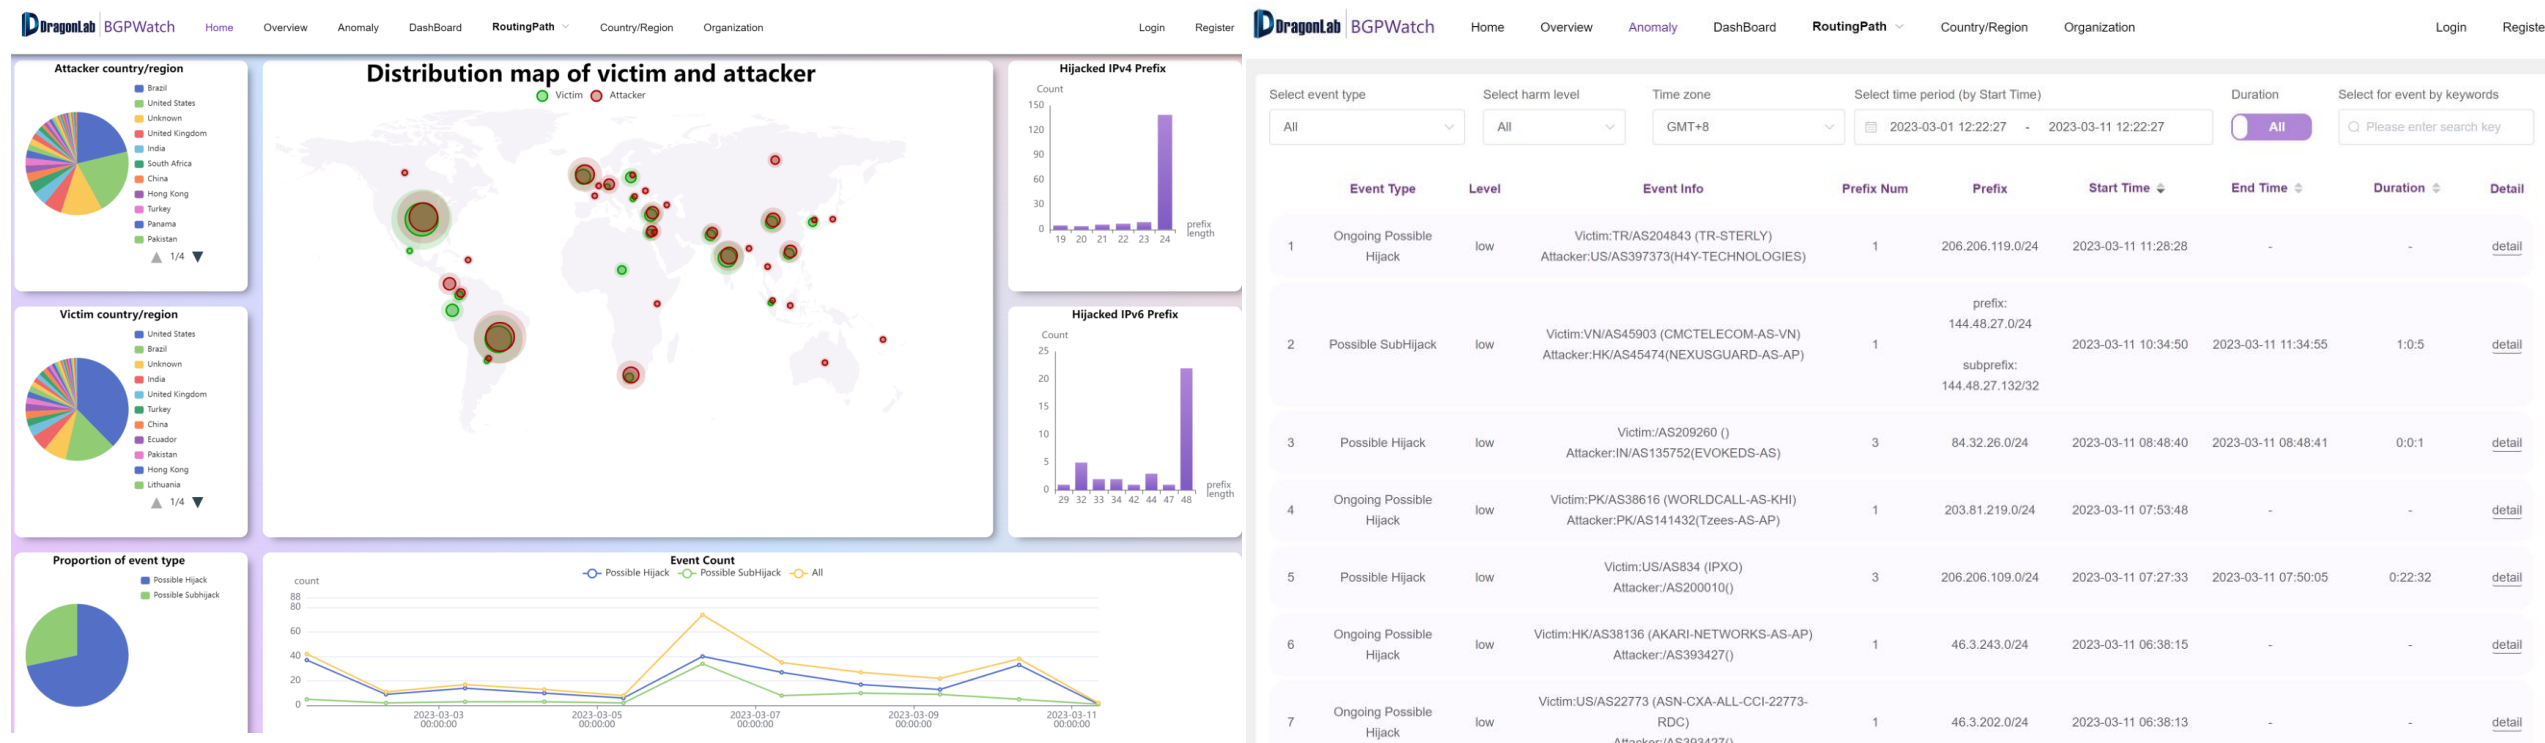 DragonLab BGPWatch Home Overview Anomaly DashBoard RoutingPath Country/Region Organization Login Register
Attacker country/region
Brazil
United States
Unknown
United Kingdom
India
South Africa
China
Hong Kong
Turkey
Panama
Pakistan
1/4
Victim country/region
United States
Brazil
Unknown
India
United Kingdom
Turkey
China
Ecuador
Pakistan
Hong Kong
Lithuania
1/4
Proportion of event type
Possible Hijack
Possible Subhijack
Distribution map of victim and attacker
Victim Attacker
Hijacked IPv4 Prefix
Count
150
120
90
60
30
0
19 20 21 22 23 24
prefix
length
Hijacked IPv6 Prefix
Count
25
20
15
10
5
0
29 32 33 34 42 44 47 48
prefix
length
Event Count
Possible Hijack Possible SubHijack All
count
88
80
60
40
20
0
2023-03-03 2023-03-05 2023-03-07 2023-03-09 2023-03-11
00:00:00 00:00:00 00:00:00 00:00:00 00:00:00
DragonLab BGPWatch Home Overview Anomaly DashBoard RoutingPath Country/Region Organization Login Registe
Select event type Select harm level Time zone Select time period (by Start Time) Duration Select for event by keywords
All All GMT+8 2023-03-01 12:22:27 - 2023-03-11 12:22:27 All Please enter search key
Event Type Level Event Info Prefix Num Prefix Start Time End Time Duration Detail
1 Ongoing Possible Hijack low Victim:TR/AS204843 (TR-STERLY) 1 206.206.119.0/24 2023-03-11 11:28:28 - - detail
Attacker:US/AS397373(H4Y-TECHNOLOGIES)
prefix:
144.48.27.0/24
2 Possible SubHijack low Victim:VN/AS45903 (CMCTELECOM-AS-VN) 1 2023-03-11 10:34:50 2023-03-11 11:34:55 1:0:5 detail
Attacker:HK/AS45474(NEXUSGUARD-AS-AP)
subprefix:
144.48.27.132/32
3 Possible Hijack low Victim:/AS209260 () 3 84.32.26.0/24 2023-03-11 08:48:40 2023-03-11 08:48:41 0:0:1 detail
Attacker:IN/AS135752(EVOKEDS-AS)
4 Ongoing Possible Hijack low Victim:PK/AS38616 (WORLDCALL-AS-KHI) 1 203.81.219.0/24 2023-03-11 07:53:48 - - detail
Attacker:PK/AS141432(Tzees-AS-AP)
5 Possible Hijack low Victim:US/AS834 (IPXO) 3 206.206.109.0/24 2023-03-11 07:27:33 2023-03-11 07:50:05 0:22:32 detail
Attacker:/AS200010()
6 Ongoing Possible Hijack low Victim:HK/AS38136 (AKARI-NETWORKS-AS-AP) 1 46.3.243.0/24 2023-03-11 06:38:15 - - detail
Attacker:/AS393427()
7 Ongoing Possible Hijack low Victim:US/AS22773 (ASN-CXA-ALL-CCI-22773- 1 46.3.202.0/24 2023-03-11 06:38:13 - - detail
RDC)
Attacker:/AS393427()